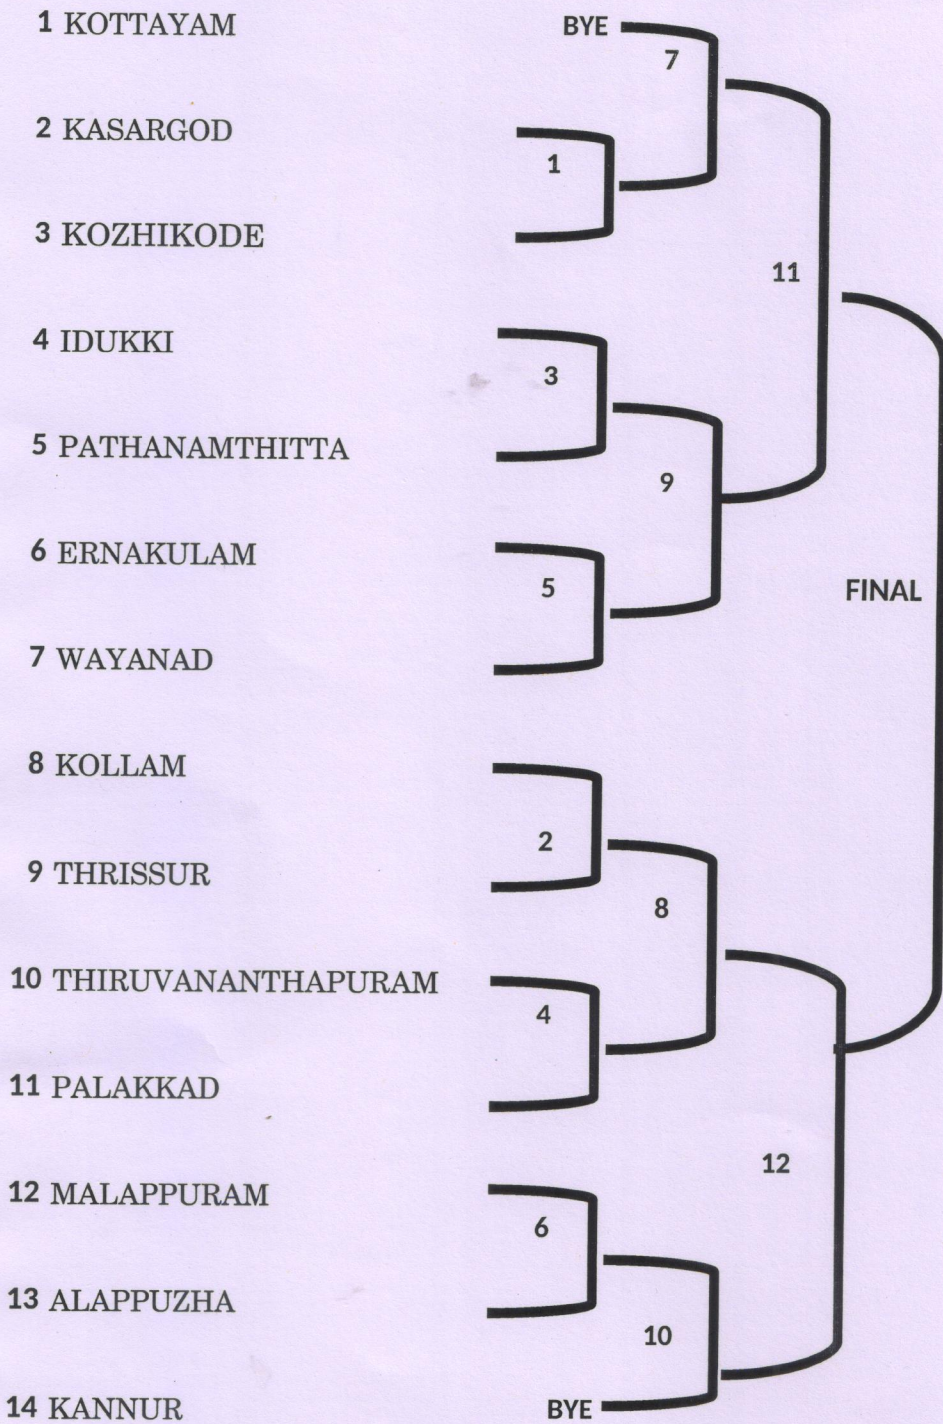 1 KOTTAYAM BYE
7
2 KASARGOD
1
3 KOZHIKODE
11
4 IDUKKI
3
5 PATHANAMTHITTA
9
6 ERNAKULAM
5
FINAL
7 WAYANAD
8 KOLLAM
2
9 THRISSUR
8
10 THIRUVANANTHAPURAM
4
11 PALAKKAD
12
12 MALAPPURAM
6
13 ALAPPUZHA
10
14 KANNUR BYE